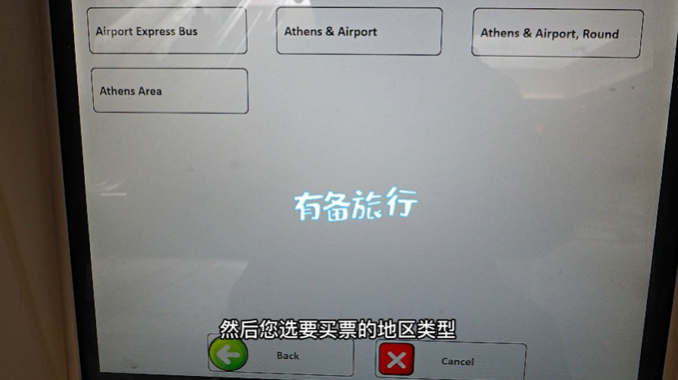 Airport Express Bus
Athens & Airport
Athens & Airport, Round
Athens Area
有备旅行
然后您选要买票的地区类型
Back
Cancel